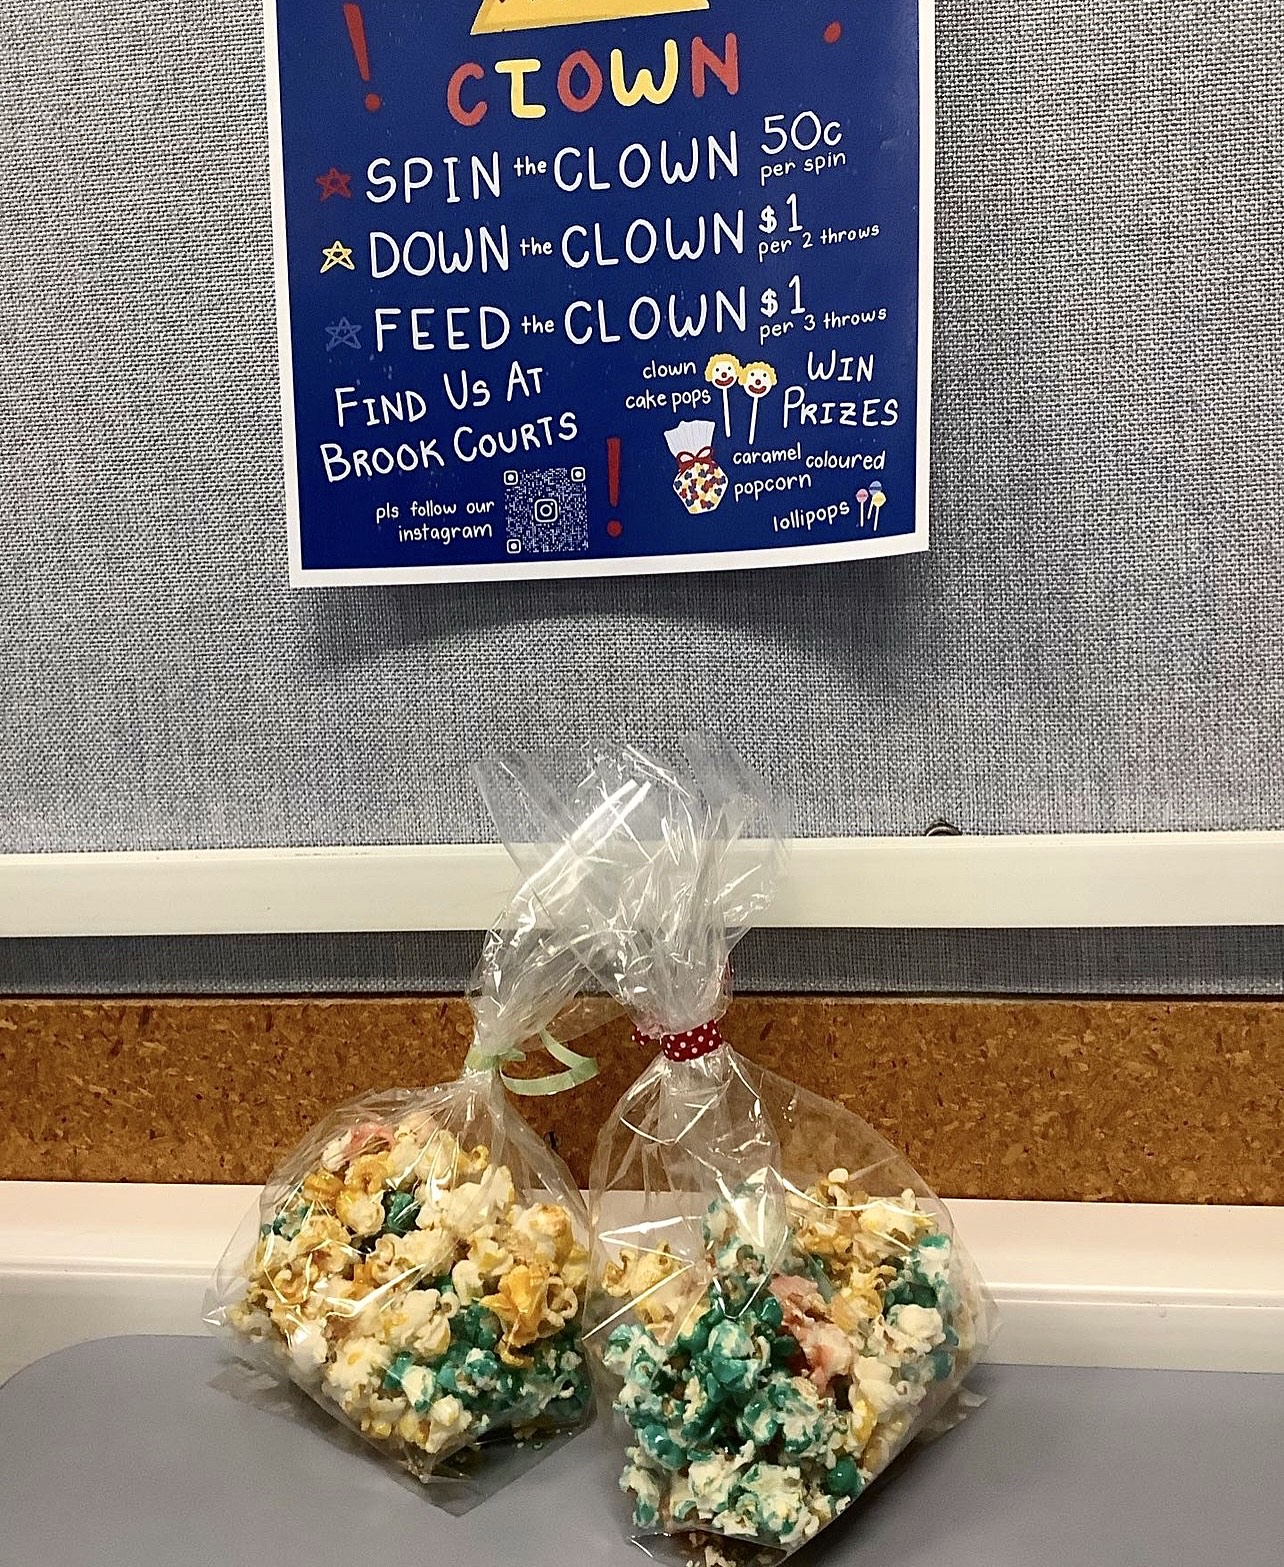 CLOWN
SPIN the CLOWN 50c per spin
DOWN the CLOWN $1 per 2 throws
FEED the CLOWN $1 per 3 throws
FIND US AT
BROOK COURTS
pls follow our
instagram
WIN
PRIZES
clown
cake pops
caramel coloured
popcorn
lollipops